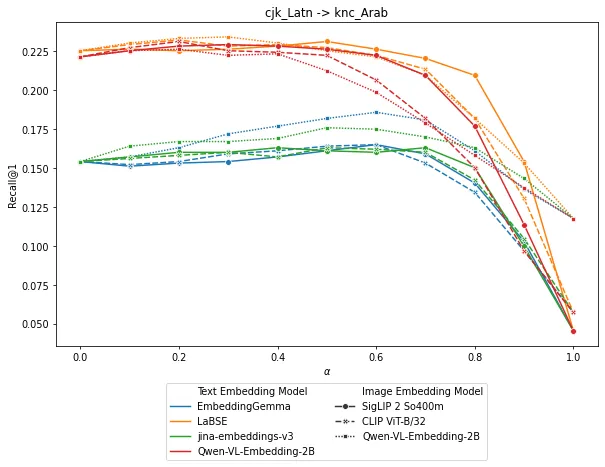 cjk_Latn -> knc_Arab
Recall@1
0.225
0.200
0.175
0.150
0.125
0.100
0.075
0.050
0.0 0.2 0.4 0.6 0.8 1.0
α
Text Embedding Model Image Embedding Model
EmbeddingGemma SigLIP 2 So400m
LaBSE CLIP ViT-B/32
jina-embeddings-v3 Qwen-VL-Embedding-2B
Qwen-VL-Embedding-2B